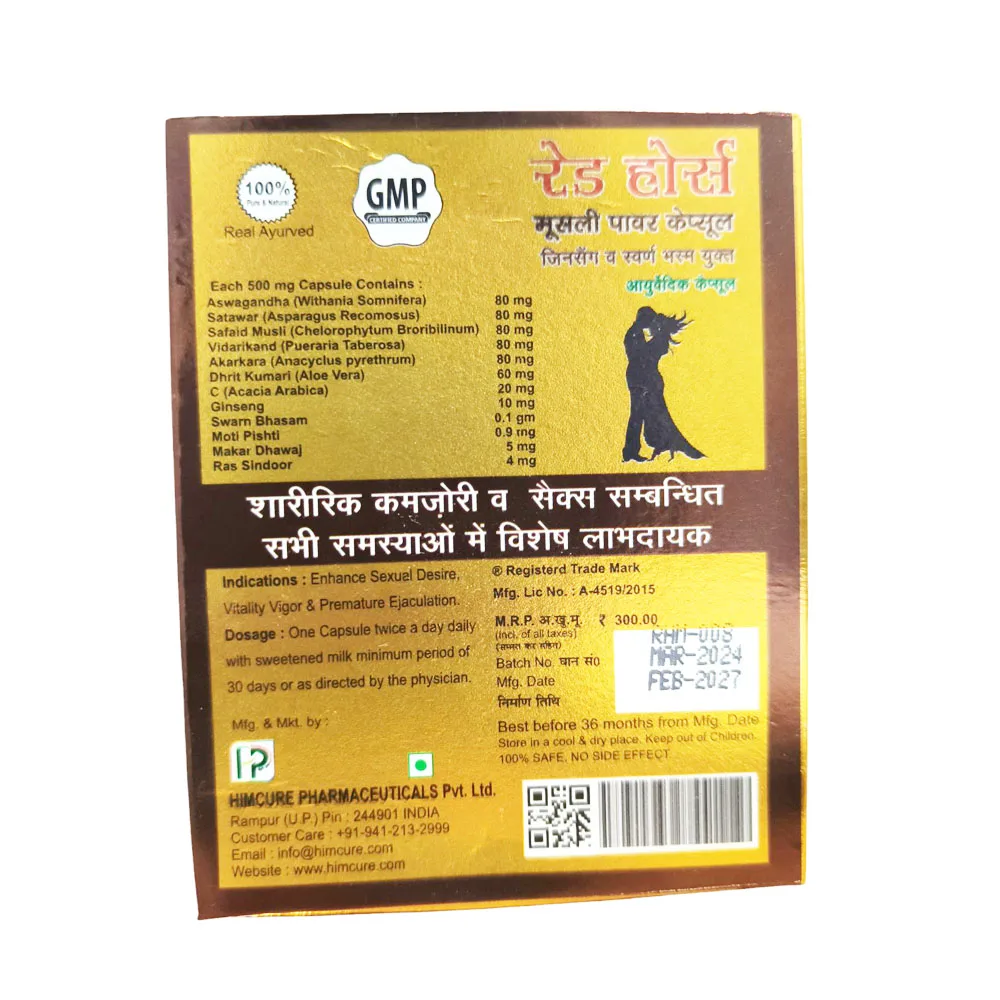 100%
Pure & Natural
Real Ayurved
GMP
CERTIFIED COMPANY
रेड हॉर्स
मूसली पावर केप्सूल
जिनसैंग व स्वर्ण भस्म युक्त
आयुर्वेदिक केप्सूल
Each 500 mg Capsule Contains :
Aswagandha (Withania Somnifera) 80 mg
Satawar (Asparagus Recomosus) 80 mg
Safaid Musli (Chelorophytum Broribilinum) 80 mg
Vidarikand (Pueraria Taberosa) 80 mg
Akarkara (Anacyclus pyrethrum) 80 mg
Dhrit Kumari (Aloe Vera) 60 mg
C (Acacia Arabica) 20 mg
Ginseng 10 mg
Swarn Bhasam 0.1 gm
Moti Pishti 0.9 mg
Makar Dhawaj 5 mg
Ras Sindoor 4 mg
शारीरिक कमज़ोरी व सैक्स सम्बन्धित
सभी समस्याओं में विशेष लाभदायक
Indications : Enhance Sexual Desire,
Vitality Vigor & Premature Ejaculation.
Dosage : One Capsule twice a day daily
with sweetened milk minimum period of
30 days or as directed by the physician.
Mfg. & Mkt. by :
HP
HIMCURE PHARMACEUTICALS Pvt. Ltd.
Rampur (U.P.) Pin : 244901 INDIA
Customer Care : +91-941-213-2999
Email : info@himcure.com
Website : www.himcure.com
® Registerd Trade Mark
Mfg. Lic No. : A-4519/2015
M.R.P. अ.खु.मू. ₹ 300.00
(incl. of all taxes)
(समस्त कर सहित)
Batch No. घान सं० RHM-008
Mfg. Date MAR-2024
निर्माण तिथि FEB-2027
Best before 36 months from Mfg. Date
Store in a cool & dry place. Keep out of Children.
100% SAFE, NO SIDE EFFECT